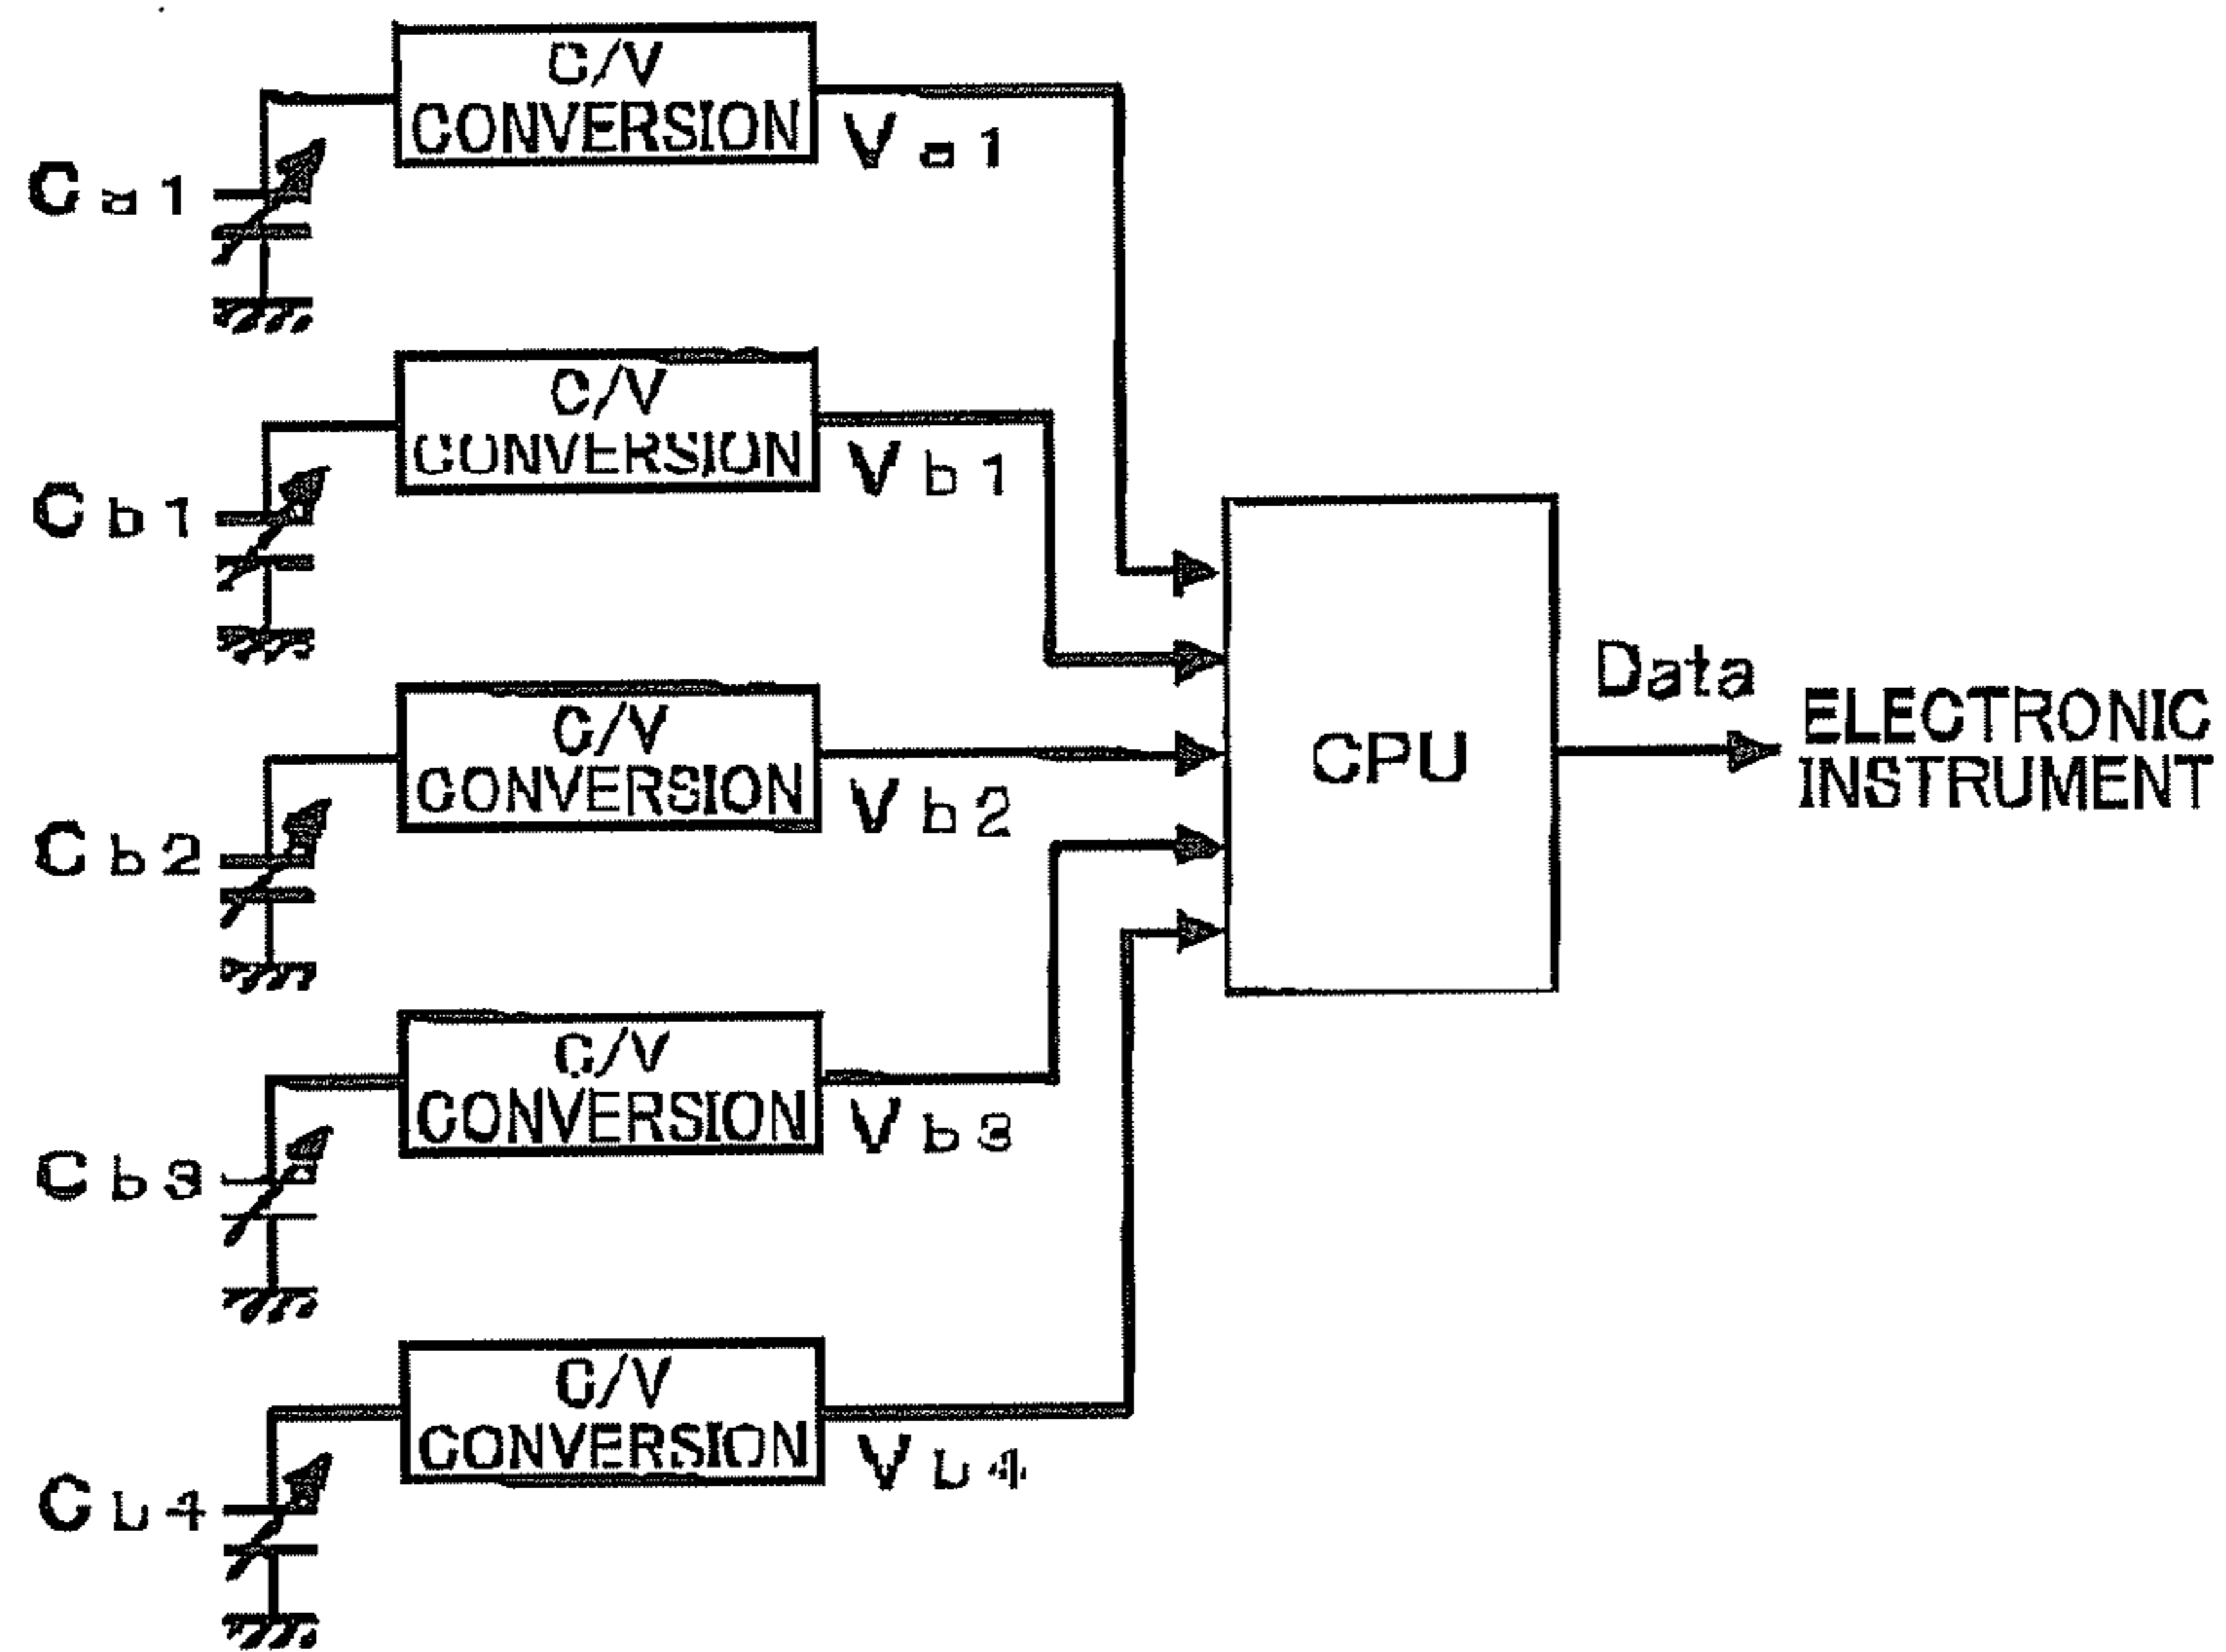 C/V
CONVERSION
Va1
Ca1
C/V
CONVERSION
Vb1
Cb1
C/V
CONVERSION
Vb2
Cb2
C/V
CONVERSION
Vb3
Cb3
C/V
CONVERSION
Vb4
Cb4
CPU
Data
ELECTRONIC
INSTRUMENT